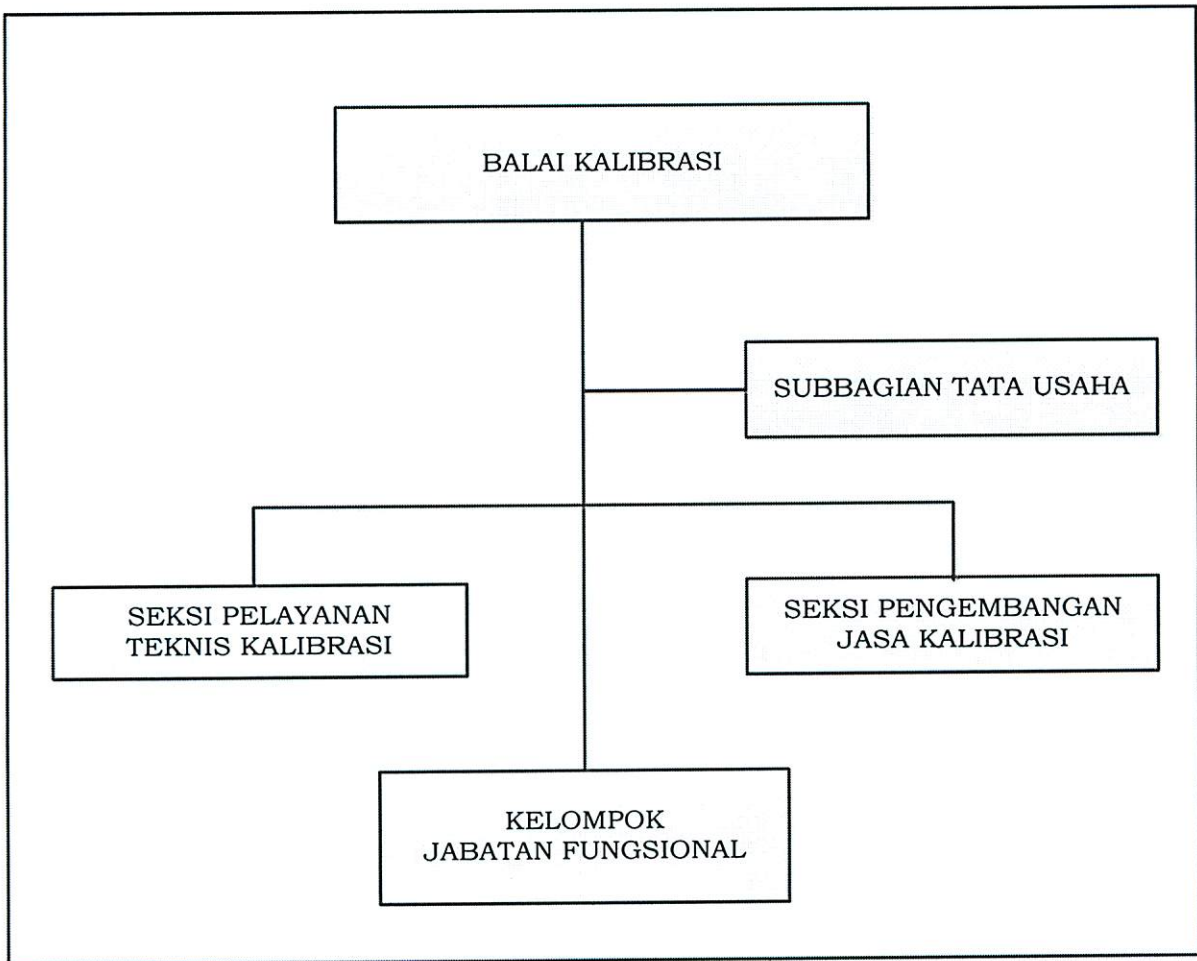 BALAI KALIBRASI
SUBBAGIAN TATA USAHA
SEKSI PELAYANAN
TEKNIS KALIBRASI
SEKSI PENGEMBANGAN
JASA KALIBRASI
KELOMPOK
JABATAN FUNGSIONAL